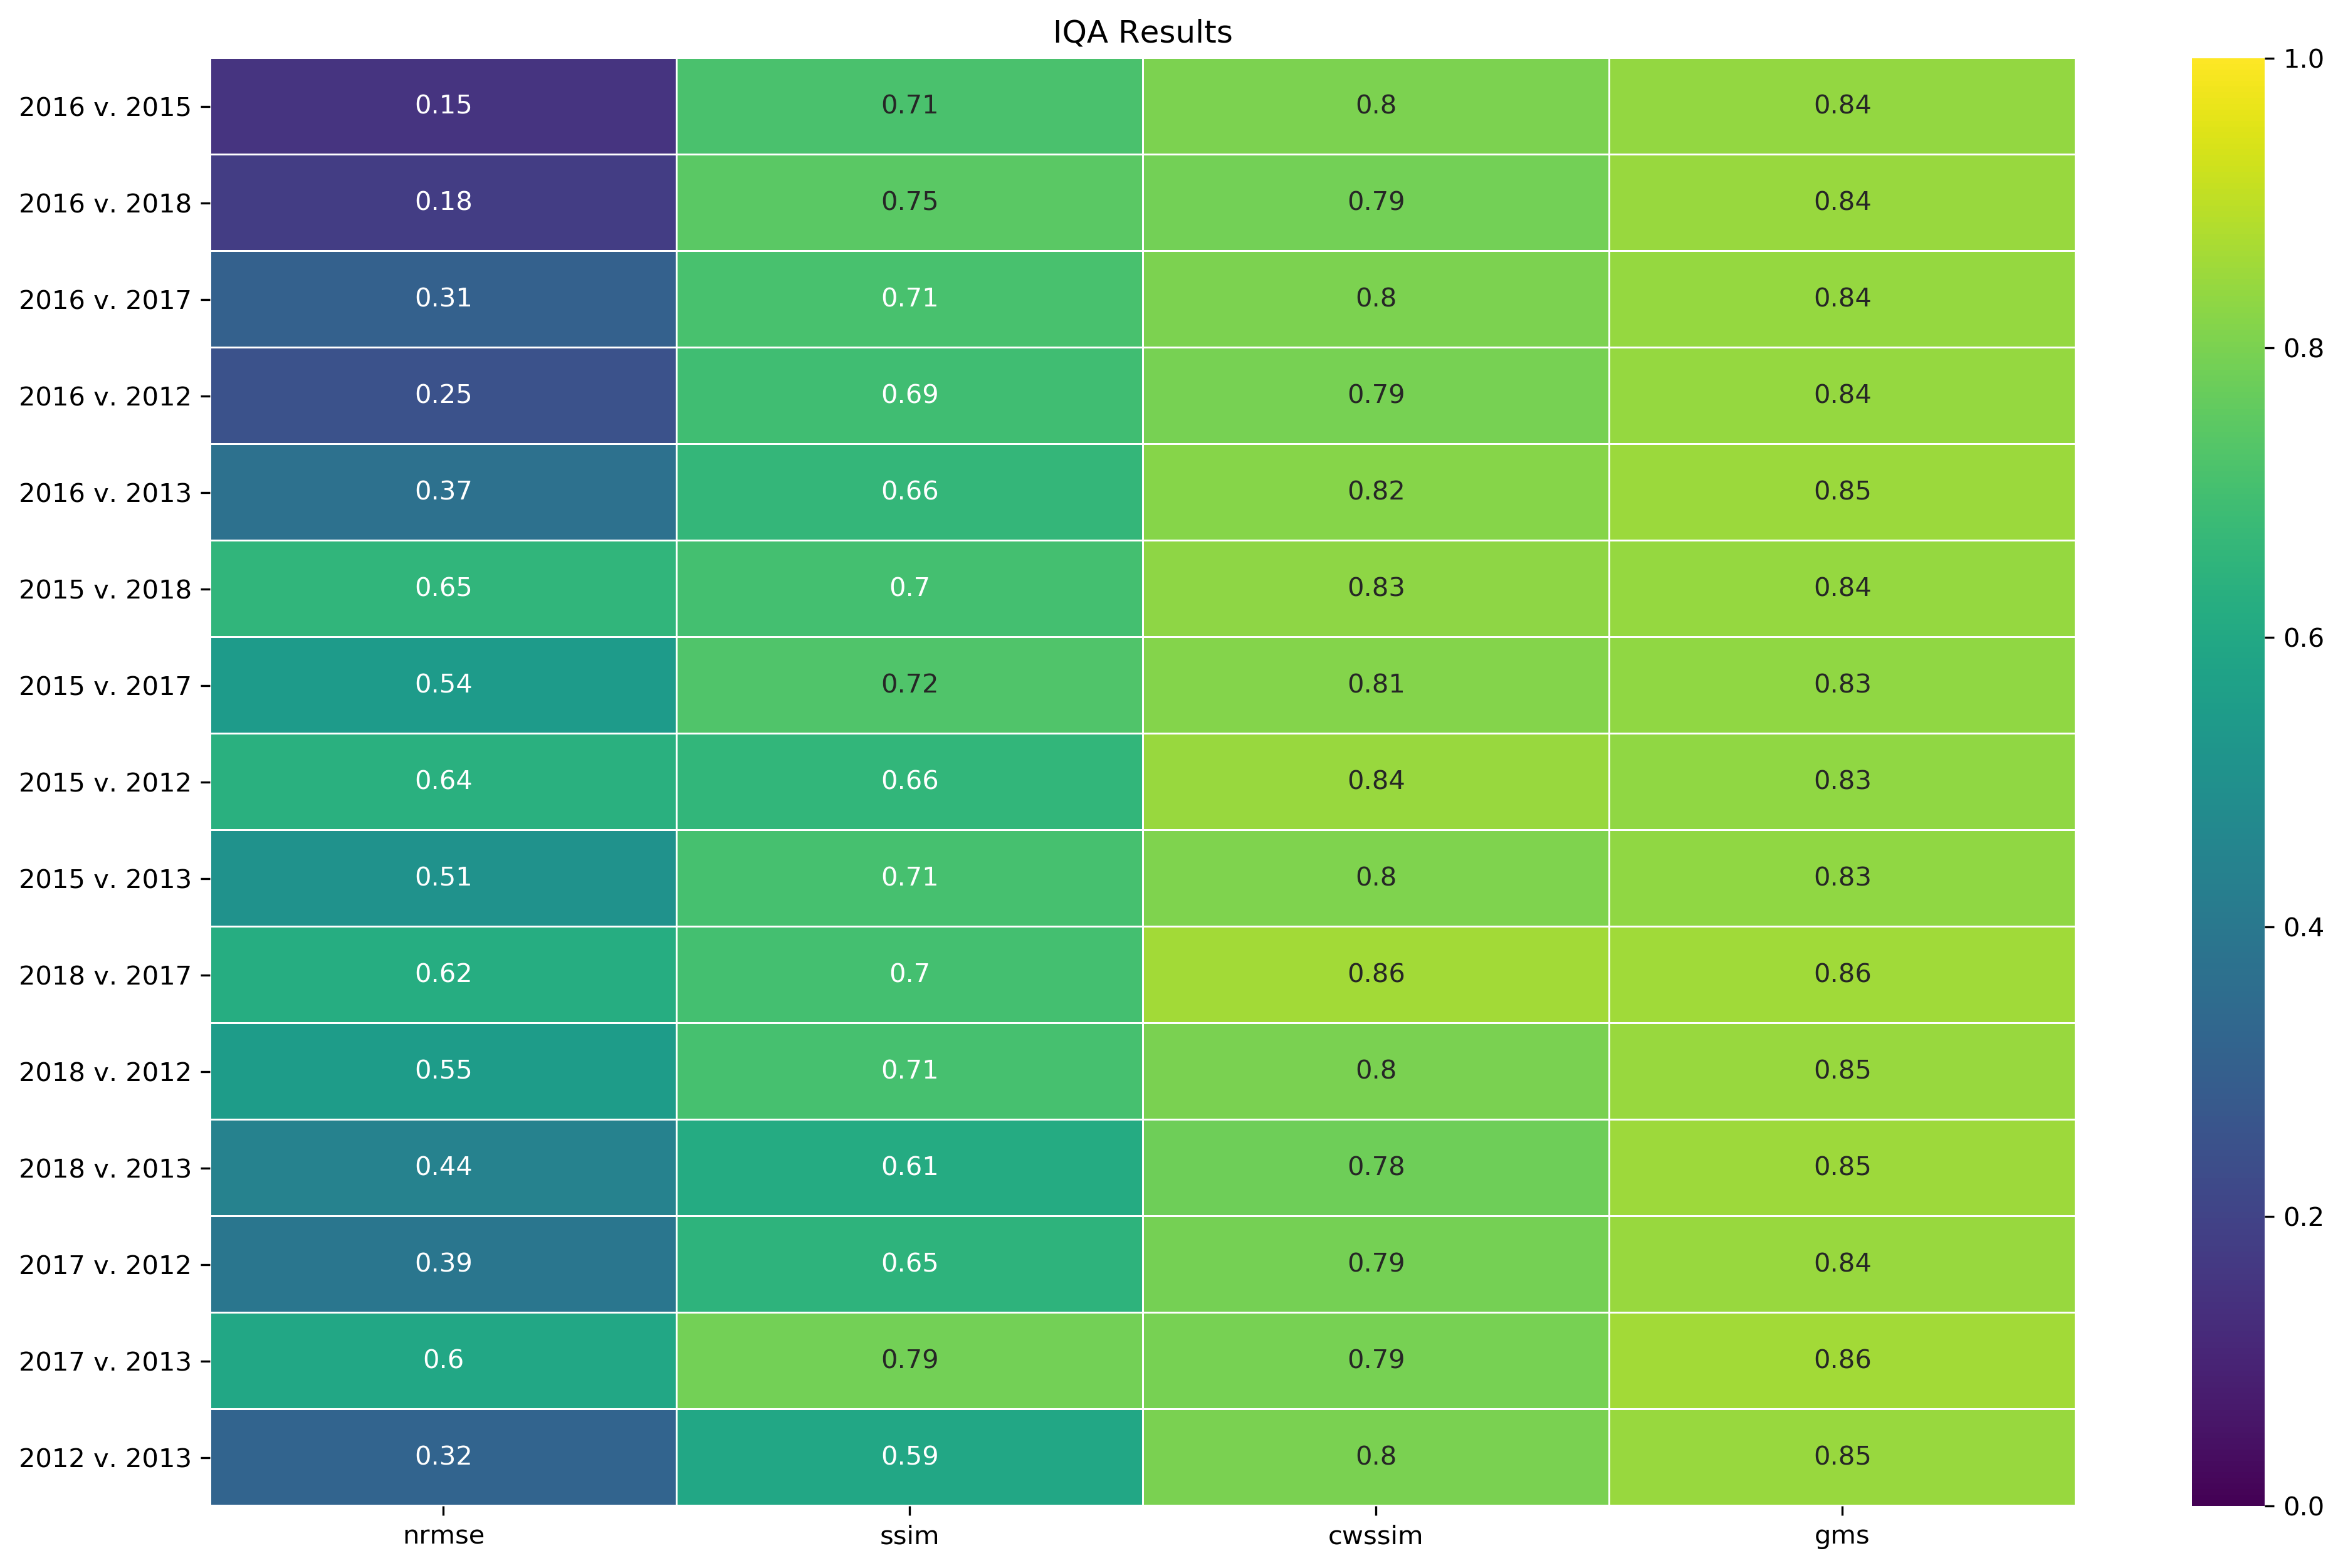 IQA Results
2016 v. 2015 0.15 0.71 0.8 0.84
2016 v. 2018 0.18 0.75 0.79 0.84
2016 v. 2017 0.31 0.71 0.8 0.84
2016 v. 2012 0.25 0.69 0.79 0.84
2016 v. 2013 0.37 0.66 0.82 0.85
2015 v. 2018 0.65 0.7 0.83 0.84
2015 v. 2017 0.54 0.72 0.81 0.83
2015 v. 2012 0.64 0.66 0.84 0.83
2015 v. 2013 0.51 0.71 0.8 0.83
2018 v. 2017 0.62 0.7 0.86 0.86
2018 v. 2012 0.55 0.71 0.8 0.85
2018 v. 2013 0.44 0.61 0.78 0.85
2017 v. 2012 0.39 0.65 0.79 0.84
2017 v. 2013 0.6 0.79 0.79 0.86
2012 v. 2013 0.32 0.59 0.8 0.85
nrmse ssim cwssim gms
1.0
0.8
0.6
0.4
0.2
0.0